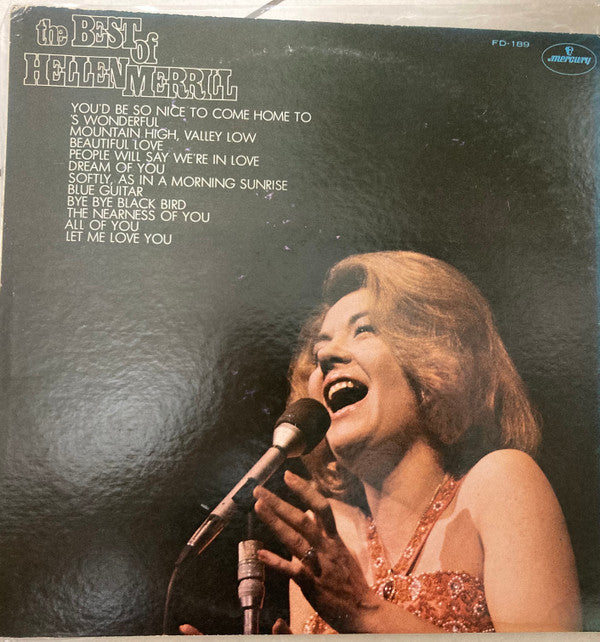 the BEST
of
HELLEN MERRILL
FD-189
mercury
YOU'D BE SO NICE TO COME HOME TO
'S WONDERFUL
MOUNTAIN HIGH, VALLEY LOW
BEAUTIFUL LOVE
PEOPLE WILL SAY WE'RE IN LOVE
DREAM OF YOU
SOFTLY, AS IN A MORNING SUNRISE
BLUE GUITAR
BYE BYE BLACK BIRD
THE NEARNESS OF YOU
ALL OF YOU
LET ME LOVE YOU